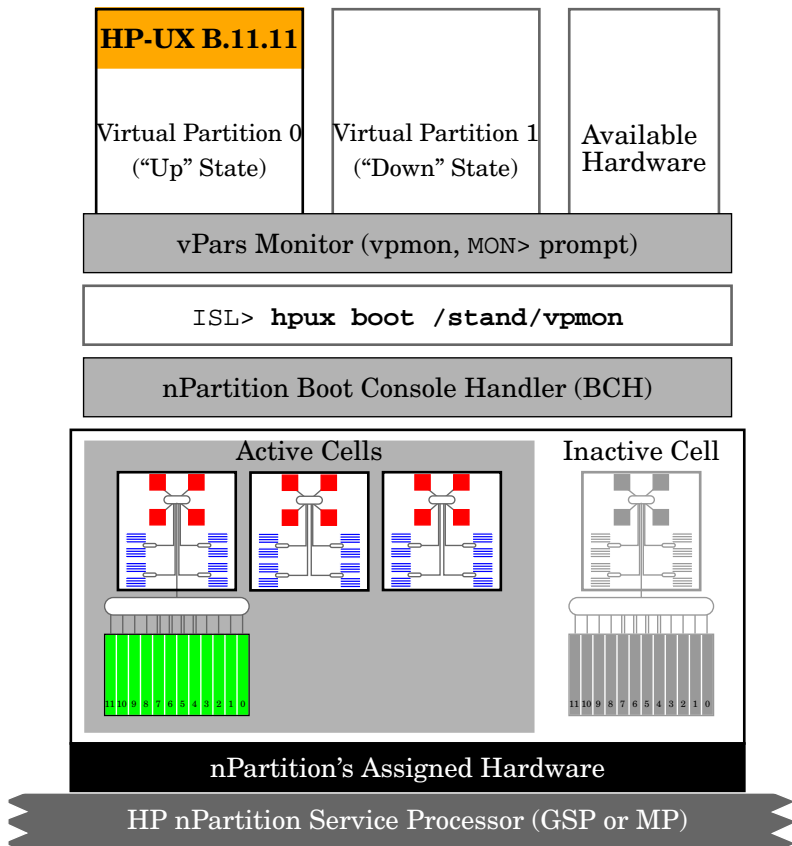 HP-UX B.11.11
Virtual Partition 0
(“Up” State)
Virtual Partition 1
(“Down” State)
Available
Hardware
vPars Monitor (vpmon, MON> prompt)
ISL> hpux boot /stand/vpmon
nPartition Boot Console Handler (BCH)
Active Cells
Inactive Cell
11 10 9 8 7 6 5 4 3 2 1 0
11 10 9 8 7 6 5 4 3 2 1 0
nPartition’s Assigned Hardware
HP nPartition Service Processor (GSP or MP)